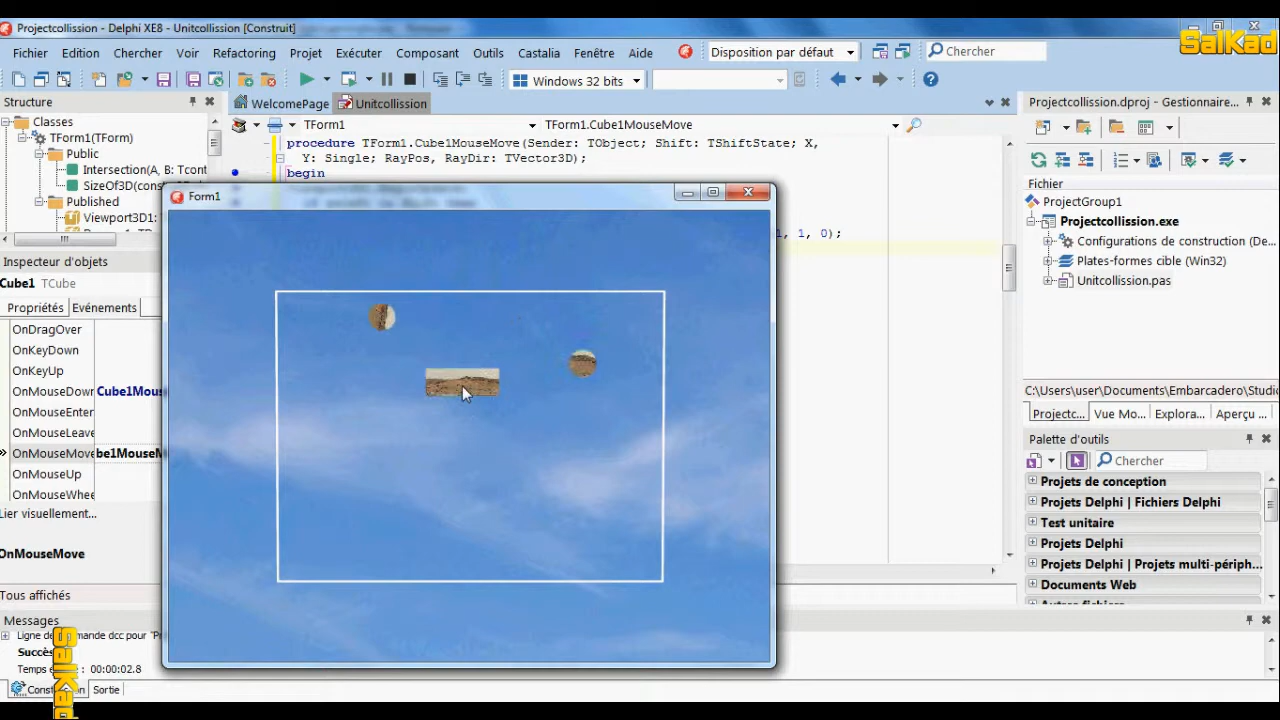 Projectcollission - Delphi XE8 - Unitcollission [Construit]
SalKad
Fichier Edition Chercher Voir Refactoring Projet Exécuter Composant Outils Castalia Fenêtre Aide Disposition par défaut Chercher
Windows 32 bits
Structure
WelcomePage Unitcollission
Projectcollission.dproj - Gestionnaire...
Classes
TForm1(TForm)
Public
Intersection(A, B: Tcont
SizeOf3D(const
Published
Viewport3D1:
TForm1 TForm1.Cube1MouseMove
procedure TForm1.Cube1MouseMove(Sender: TObject; Shift: TShiftState; X,
Y: Single; RayPos, RayDir: TVector3D);
begin
1, 1, 0);
Form1
Fichier
ProjectGroup1
Projectcollission.exe
Configurations de construction (De...
Plates-formes cible (Win32)
Unitcollission.pas
Inspecteur d'objets
Cube1 TCube
Propriétés Evénements
OnDragOver
OnKeyDown
OnKeyUp
OnMouseDown Cube1Mous
OnMouseEnter
OnMouseLeave
OnMouseMove be1MouseM
OnMouseUp
OnMouseWhee
Lier visuellement...
OnMouseMove
Tous affichés
C:\Users\user\Documents\Embarcadero\Studio
Projectc... Vue Mo... Explora... Aperçu ...
Palette d'outils
Chercher
Projets de conception
Projets Delphi | Fichiers Delphi
Test unitaire
Projets Delphi
Projets Delphi | Projets multi-périph...
Documents Web
Autres fichiers
Messages
Succès
00:00:02.8
Sortie
SalKad